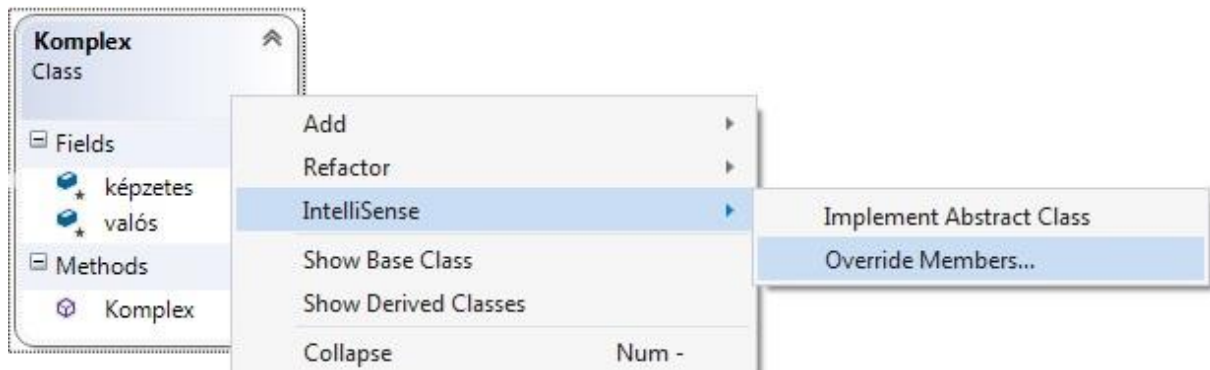 Komplex
Class
Fields
képzetes
valós
Methods
Komplex
Add
Refactor
IntelliSense
Show Base Class
Show Derived Classes
Collapse Num -
Implement Abstract Class
Override Members...